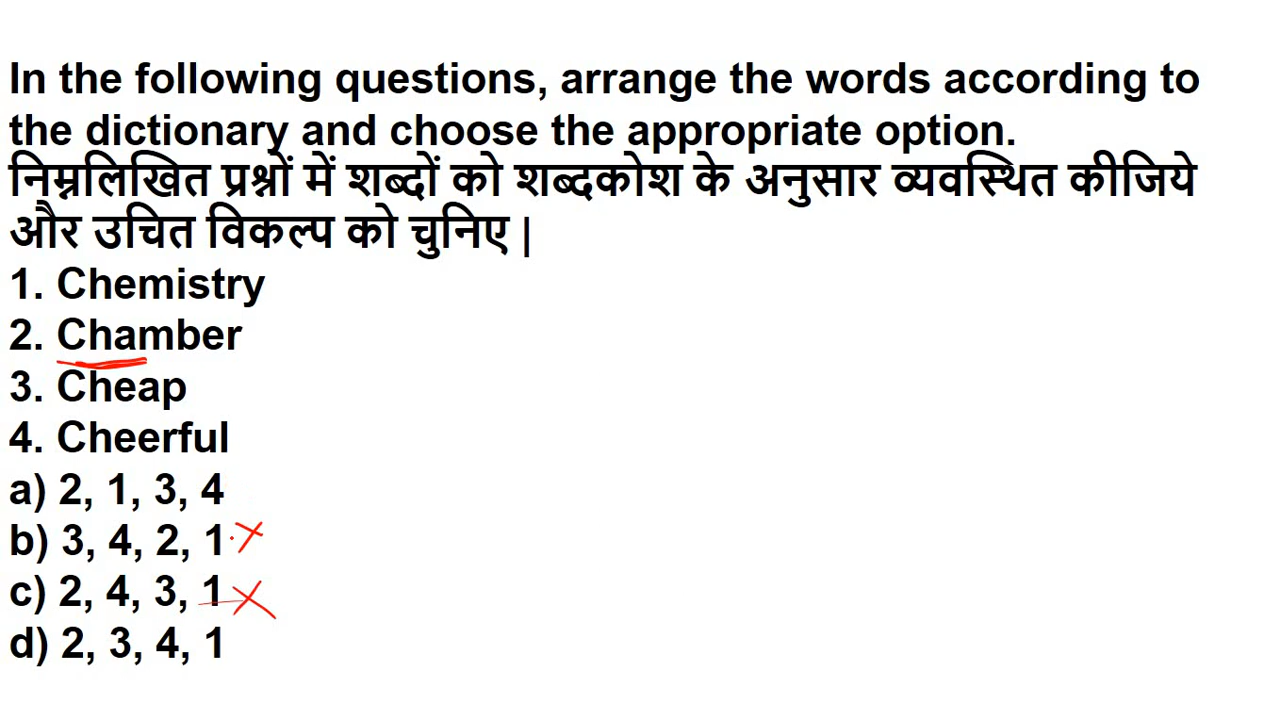 In the following questions, arrange the words according to
the dictionary and choose the appropriate option.
निम्नलिखित प्रश्नों में शब्दों को शब्दकोश के अनुसार व्यवस्थित कीजिये
और उचित विकल्प को चुनिए |
1. Chemistry
2. Chamber
3. Cheap
4. Cheerful
a) 2, 1, 3, 4
b) 3, 4, 2, 1
c) 2, 4, 3, 1
d) 2, 3, 4, 1